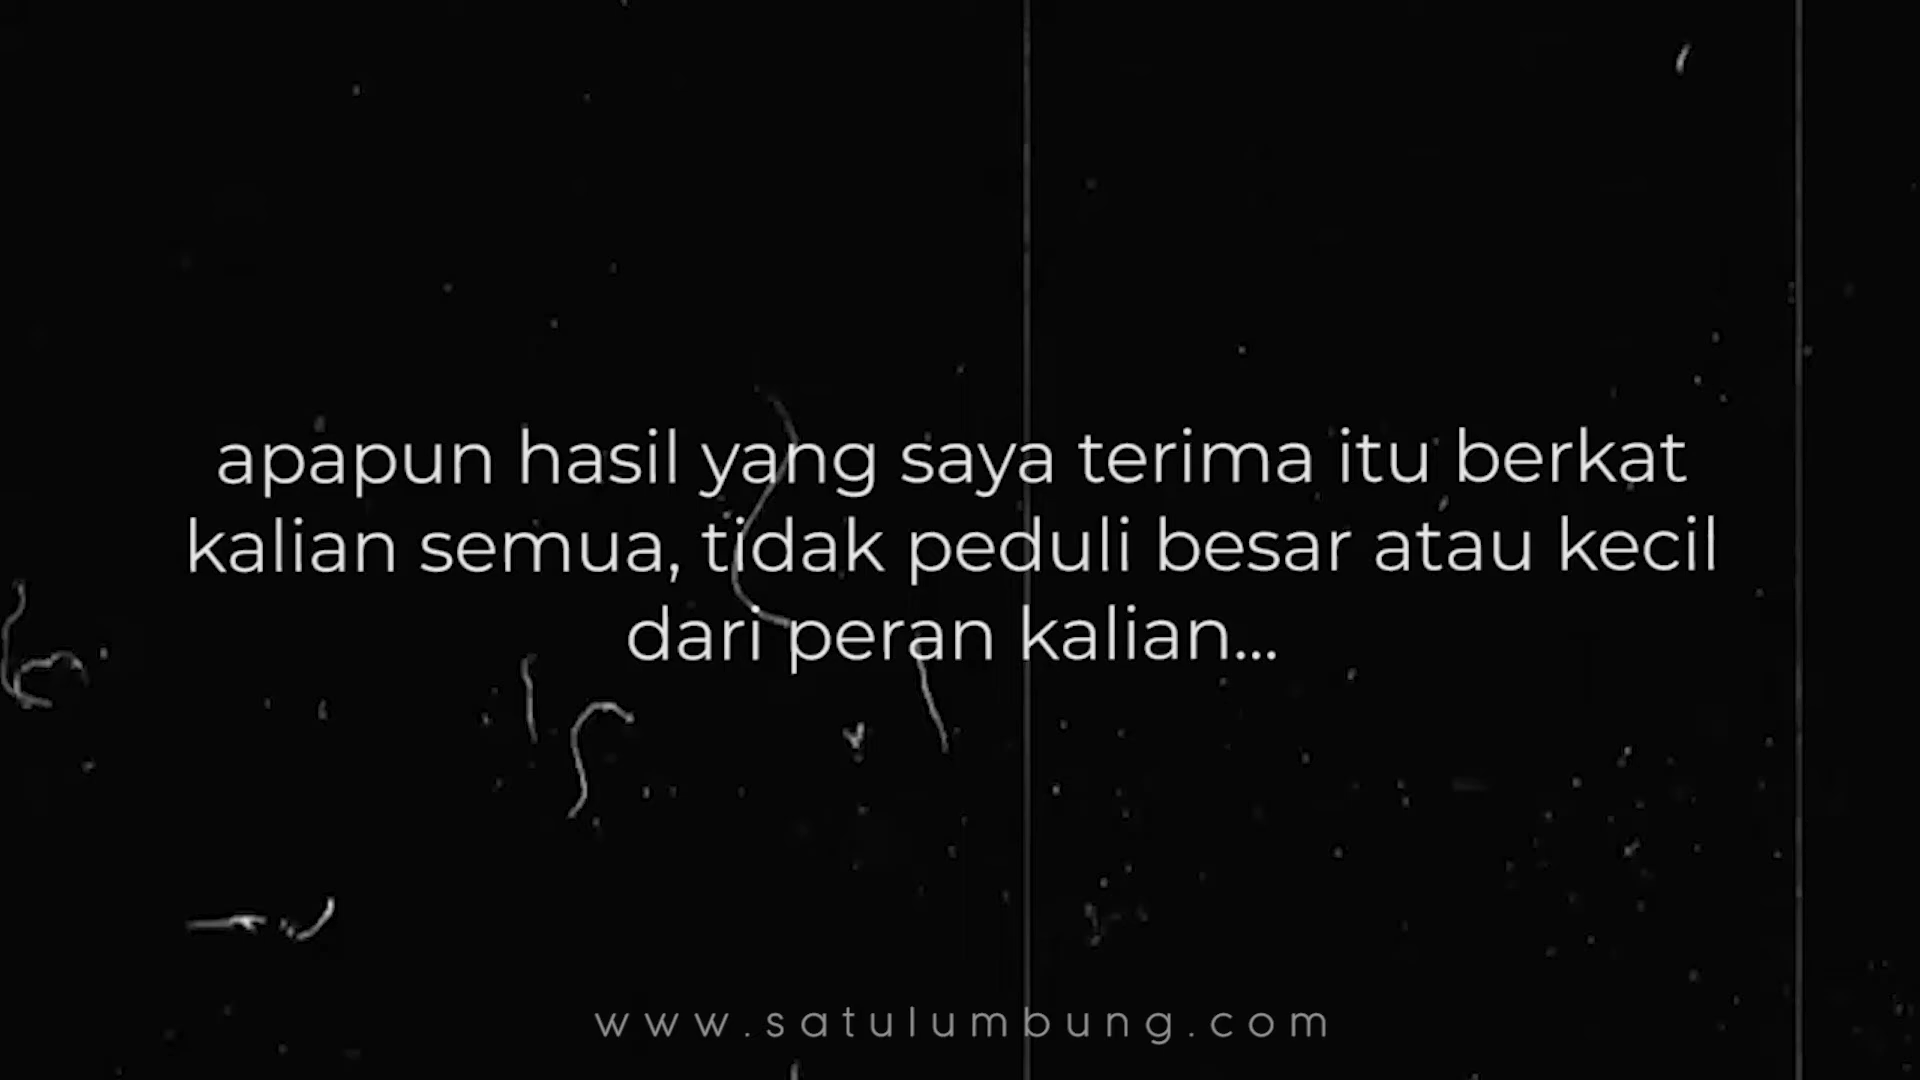 apapun hasil yang saya terima itu berkat
kalian semua, tidak peduli besar atau kecil
dari peran kalian...
www.satulumbung.com